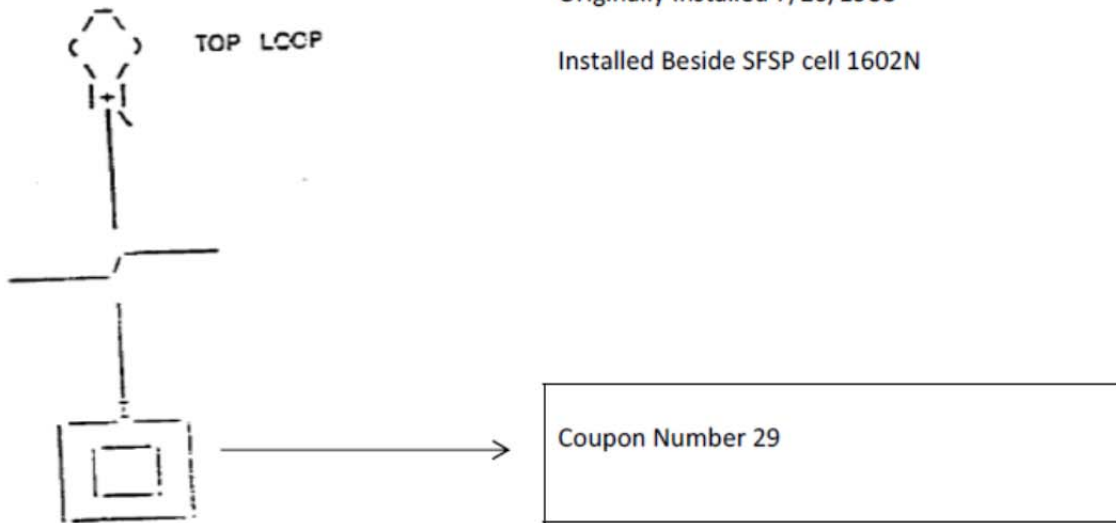 Originally Installed
TOP LCCP
Installed Beside SFSP cell 1602N
Coupon Number 29